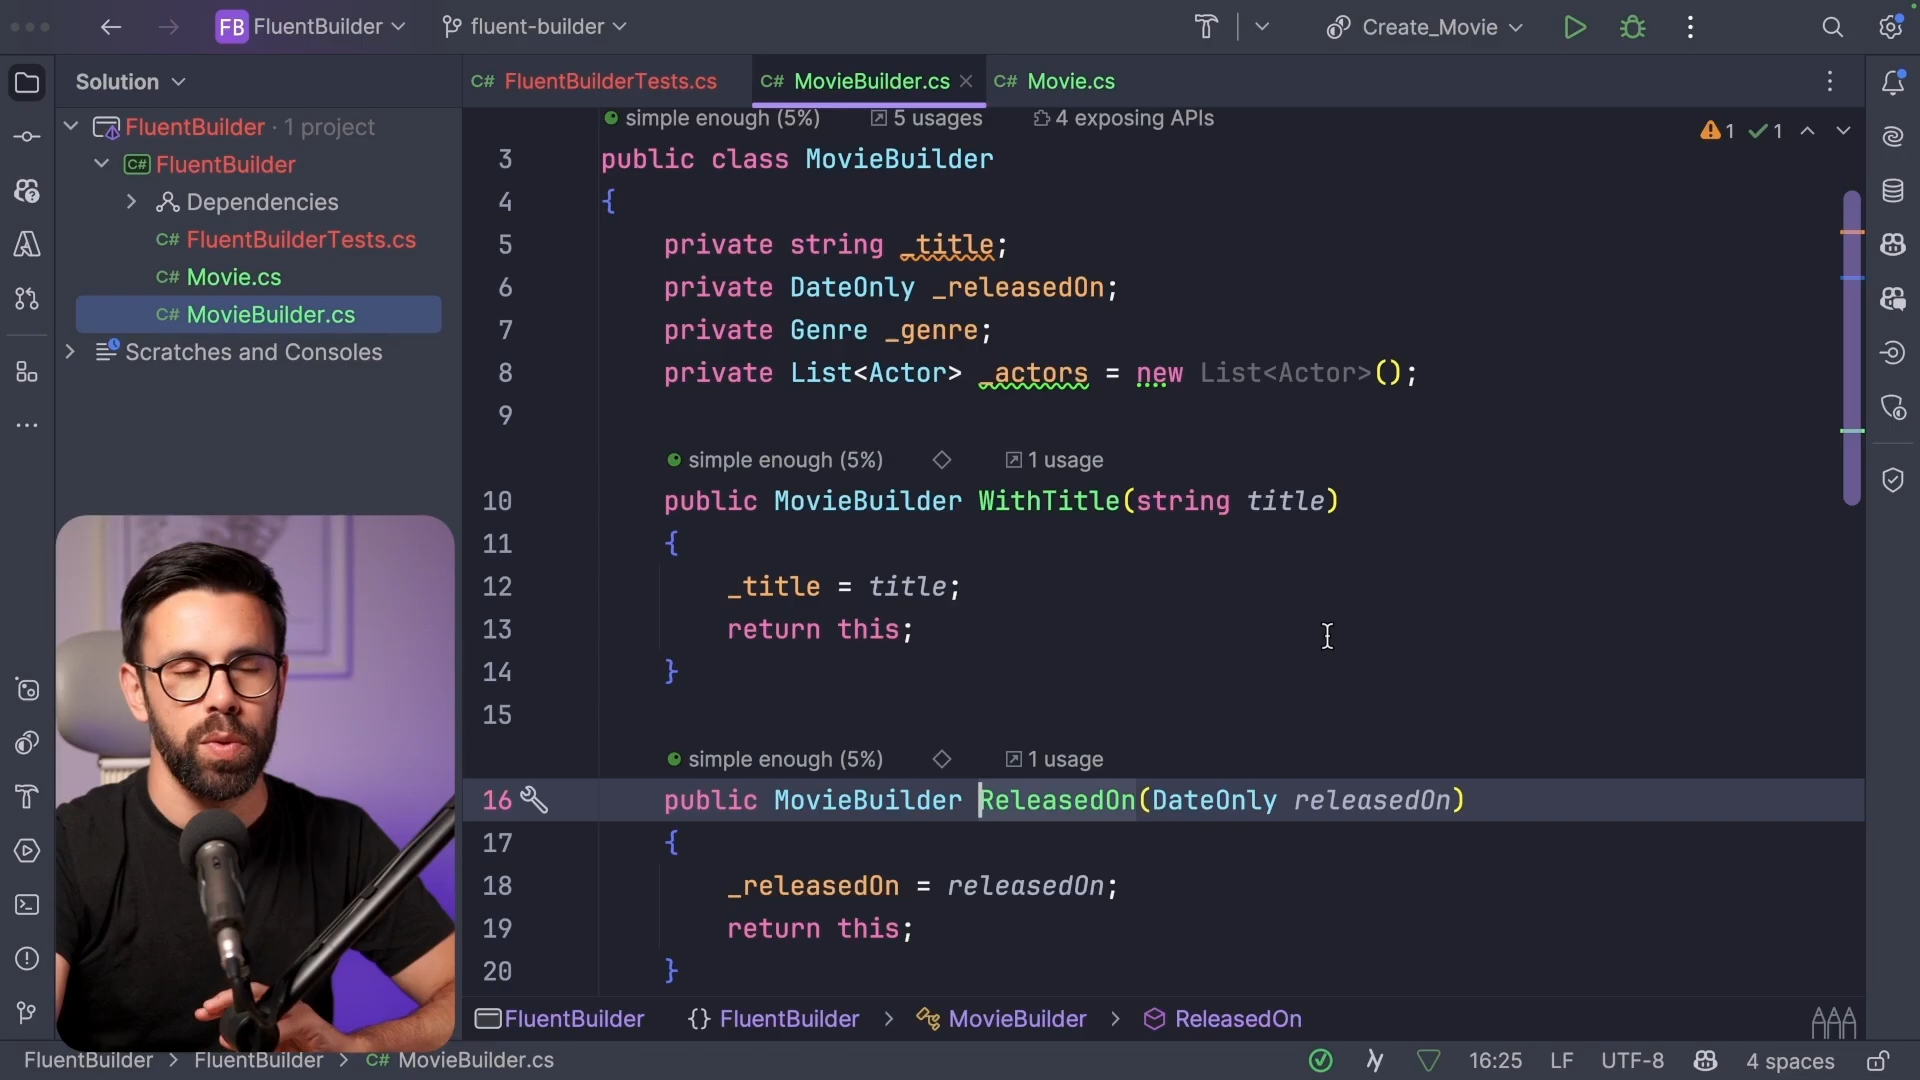 FB FluentBuilder
fluent-builder
Create_Movie
Solution
C# FluentBuilderTests.cs
C# MovieBuilder.cs
C# Movie.cs
FluentBuilder · 1 project
C# FluentBuilder
Dependencies
C# FluentBuilderTests.cs
C# Movie.cs
C# MovieBuilder.cs
Scratches and Consoles
simple enough (5%) 5 usages 4 exposing APIs
1 1
3 public class MovieBuilder
4 {
5 private string _title;
6 private DateOnly _releasedOn;
7 private Genre _genre;
8 private List<Actor> _actors = new List<Actor>();
9
simple enough (5%) 1 usage
10 public MovieBuilder WithTitle(string title)
11 {
12 _title = title;
13 return this;
14 }
15
simple enough (5%) 1 usage
16 public MovieBuilder ReleasedOn(DateOnly releasedOn)
17 {
18 _releasedOn = releasedOn;
19 return this;
20 }
FluentBuilder {} FluentBuilder > MovieBuilder > ReleasedOn
FluentBuilder > FluentBuilder > C# MovieBuilder.cs
16:25 LF UTF-8 4 spaces